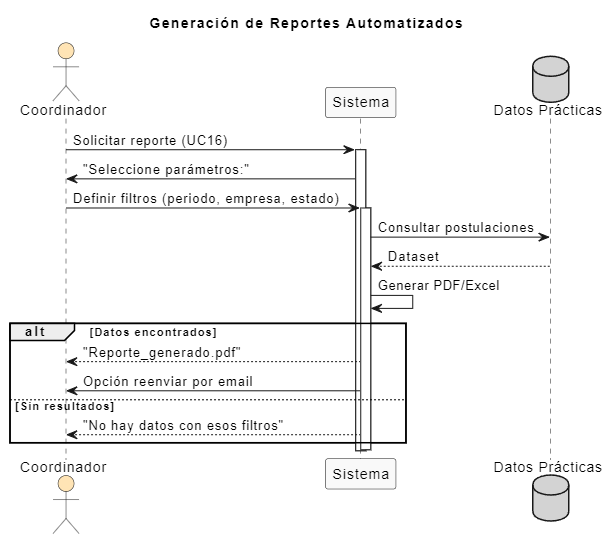 Generación de Reportes Automatizados
Coordinador
Sistema
Datos Prácticas
Solicitar reporte (UC16)
"Seleccione parámetros:"
Definir filtros (periodo, empresa, estado)
Consultar postulaciones
Dataset
Generar PDF/Excel
alt [Datos encontrados]
"Reporte_generado.pdf"
Opción reenviar por email
[Sin resultados]
"No hay datos con esos filtros"
Coordinador
Sistema
Datos Prácticas